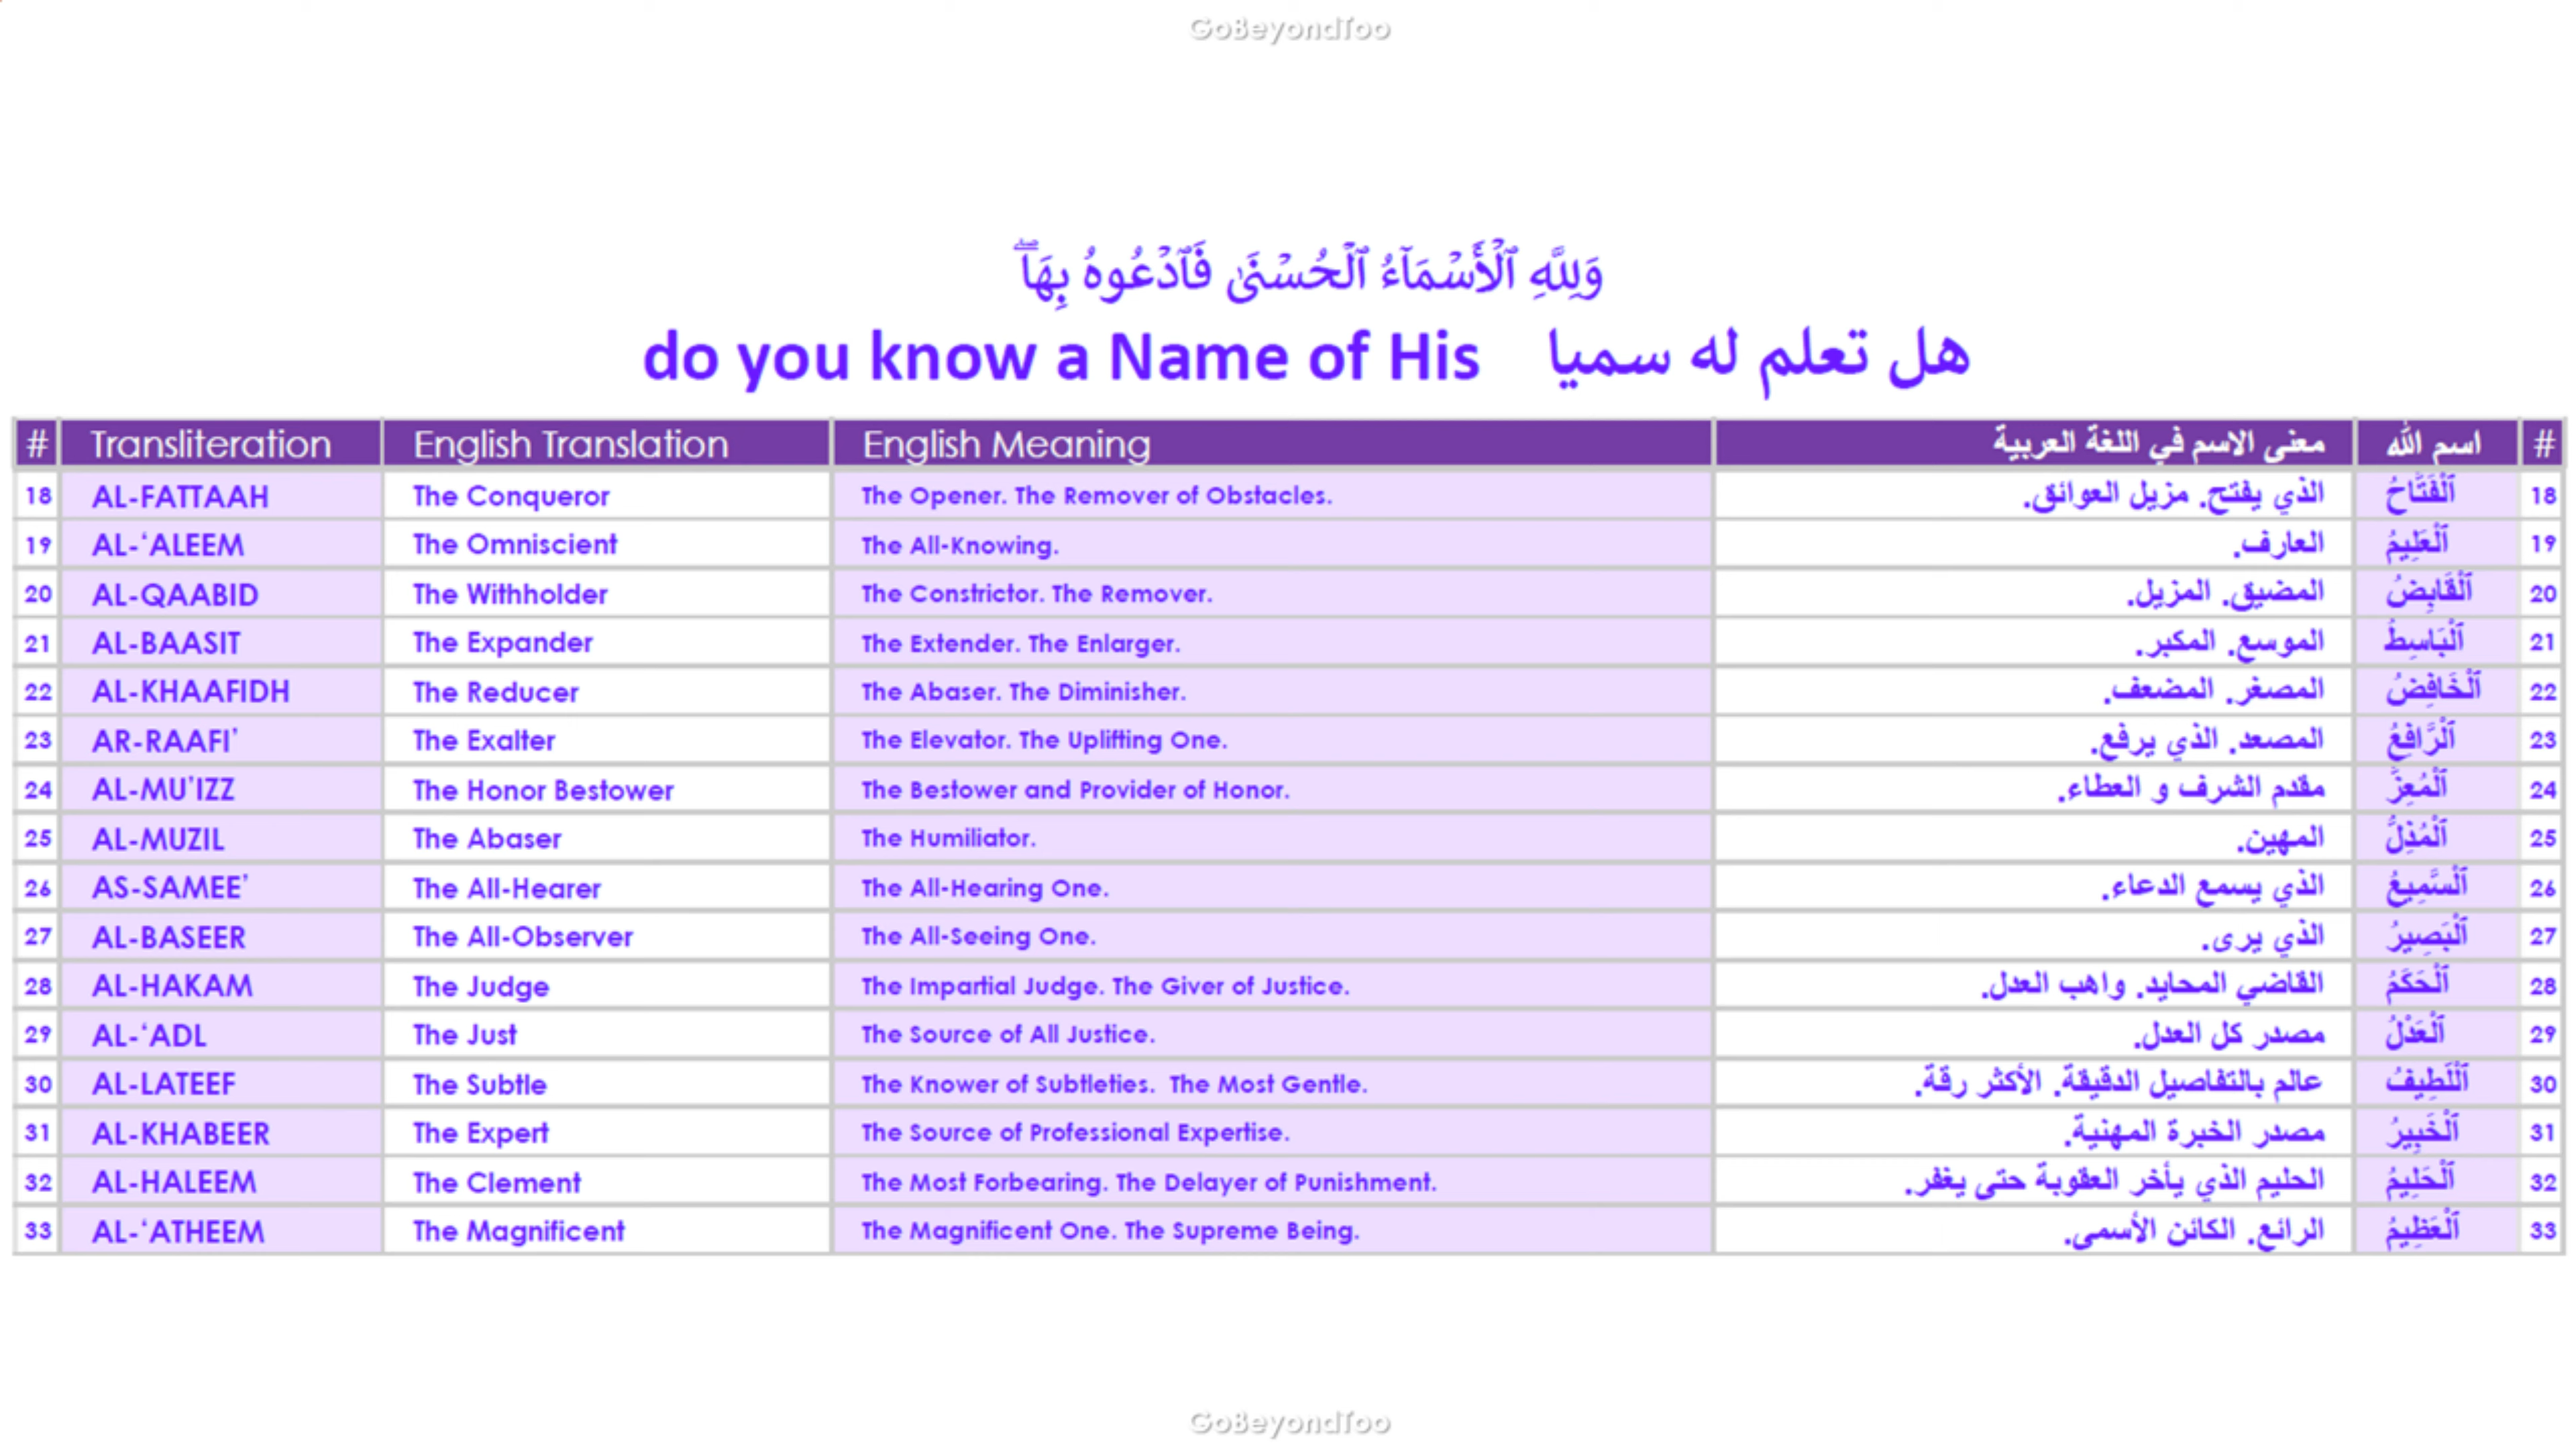 GoBeyondToo
وَلِلَّهِ ٱلْأَسْمَآءُ ٱلْحُسْنَىٰ فَٱدْعُوهُ بِهَاۖ
do you know a Name of His هل تعلم له سميا
# Transliteration English Translation English Meaning معنى الاسم في اللغة العربية اسم الله #
18 AL-FATTAAH The Conqueror The Opener. The Remover of Obstacles. الذي يفتح. مزيل العوائق. ٱلْفَتَّاحُ 18
19 AL-‘ALEEM The Omniscient The All-Knowing. العارف. ٱلْعَلِيمُ 19
20 AL-QAABID The Withholder The Constrictor. The Remover. المضيق. المزيل. ٱلْقَابِضُ 20
21 AL-BAASIT The Expander The Extender. The Enlarger. الموسع. المكبر. ٱلْبَاسِطُ 21
22 AL-KHAAFIDH The Reducer The Abaser. The Diminisher. المصغر. المضعف. ٱلْخَافِضُ 22
23 AR-RAAFI’ The Exalter The Elevator. The Uplifting One. المصعد. الذي يرفع. ٱلْرَّافِعُ 23
24 AL-MU’IZZ The Honor Bestower The Bestower and Provider of Honor. مقدم الشرف و العطاء. ٱلْمُعِزُّ 24
25 AL-MUZIL The Abaser The Humiliator. المهين. ٱلْمُذِلُّ 25
26 AS-SAMEE’ The All-Hearer The All-Hearing One. الذي يسمع الدعاء. ٱلْسَّمِيعُ 26
27 AL-BASEER The All-Observer The All-Seeing One. الذي يرى. ٱلْبَصِيرُ 27
28 AL-HAKAM The Judge The Impartial Judge. The Giver of Justice. القاضي المحايد. واهب العدل. ٱلْحَكَمُ 28
29 AL-‘ADL The Just The Source of All Justice. مصدر كل العدل. ٱلْعَدْلُ 29
30 AL-LATEEF The Subtle The Knower of Subtleties. The Most Gentle. عالم بالتفاصيل الدقيقة. الأكثر رقة. ٱللَّطِيفُ 30
31 AL-KHABEER The Expert The Source of Professional Expertise. مصدر الخبرة المهنية. ٱلْخَبِيرُ 31
32 AL-HALEEM The Clement The Most Forbearing. The Delayer of Punishment. الحليم الذي يأخر العقوبة حتى يغفر. ٱلْحَلِيمُ 32
33 AL-‘ATHEEM The Magnificent The Magnificent One. The Supreme Being. الرائع. الكائن الأسمى. ٱلْعَظِيمُ 33
GoBeyondToo